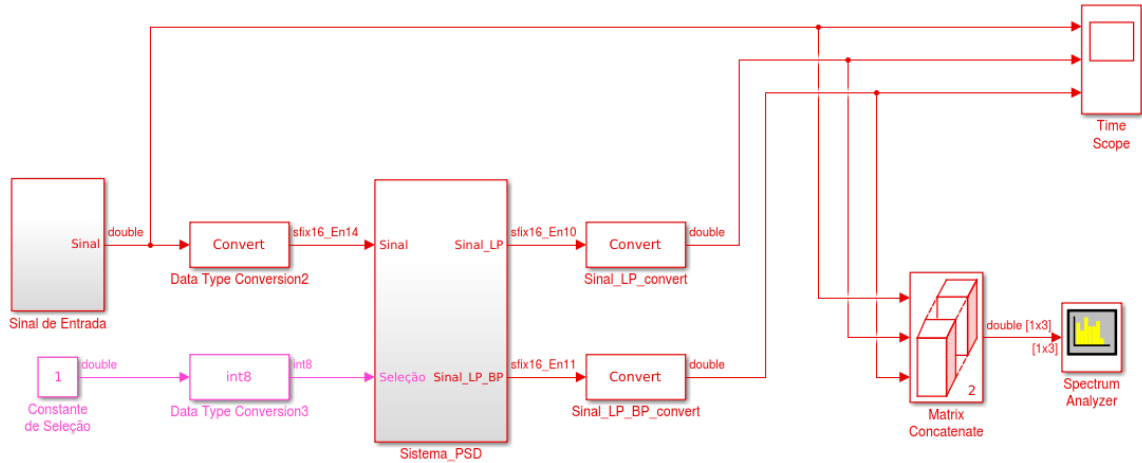 Time
Scope
Sinal
double
Sinal de Entrada
Convert
Data Type Conversion2
sfix16_En14
Sinal
Sinal_LP
sfix16_En10
Convert
double
Sinal_LP_convert
1
double
Constante
de Seleção
int8
int8
Data Type Conversion3
Seleção
Sinal_LP_BP
Sistema_PSD
sfix16_En11
Convert
double
Sinal_LP_BP_convert
2
Matrix
Concatenate
double [1x3]
[1x3]
Spectrum
Analyzer